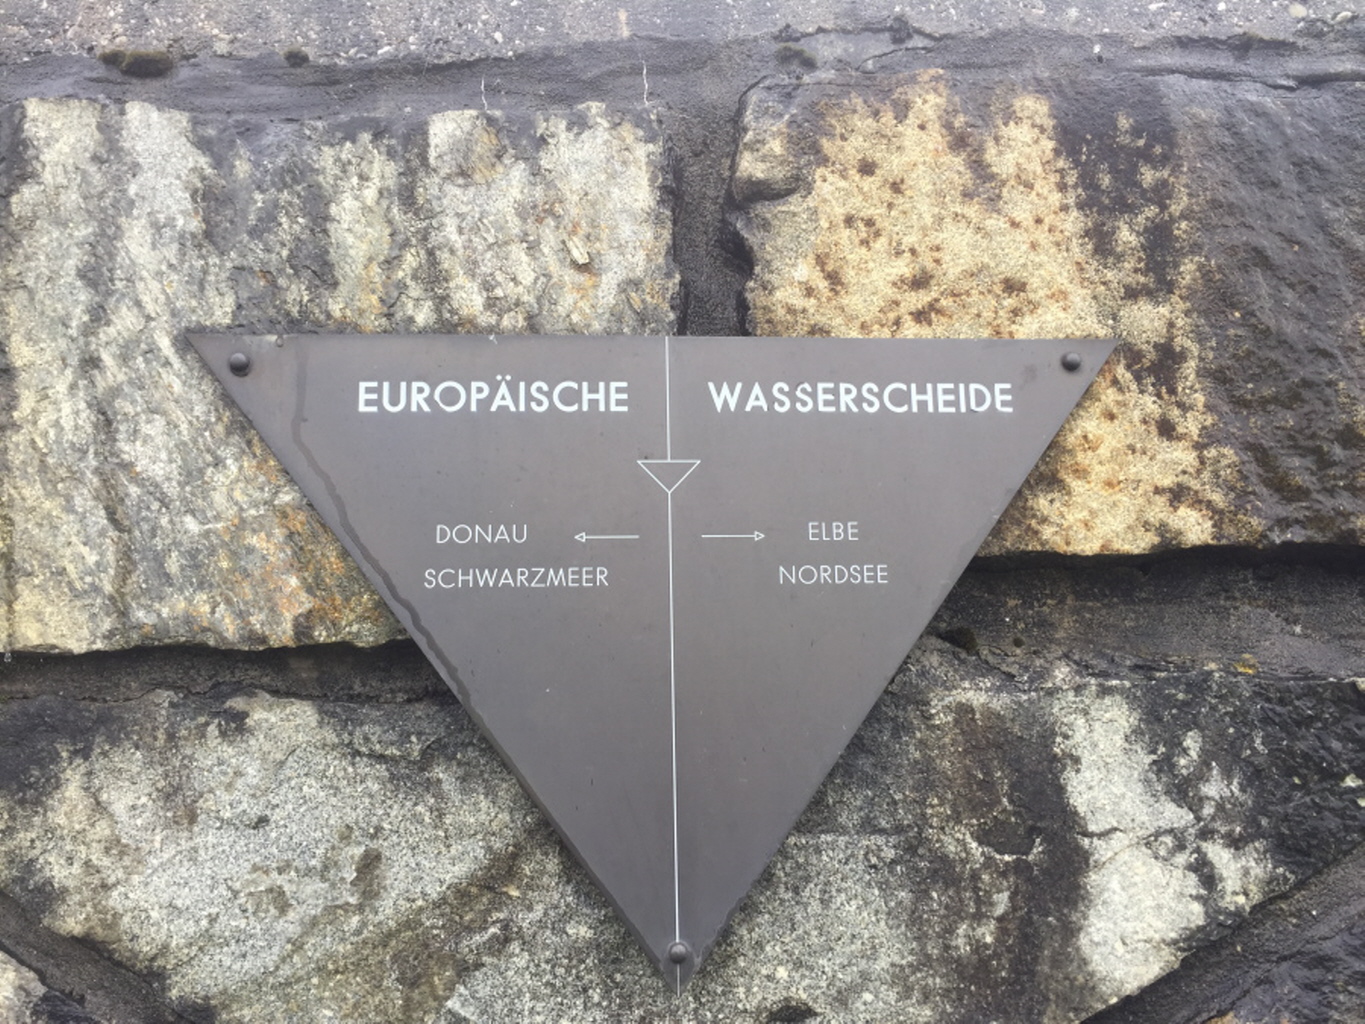 EUROPÄISCHE WASSERSCHEIDE
DONAU ELBE
SCHWARZMEER NORDSEE